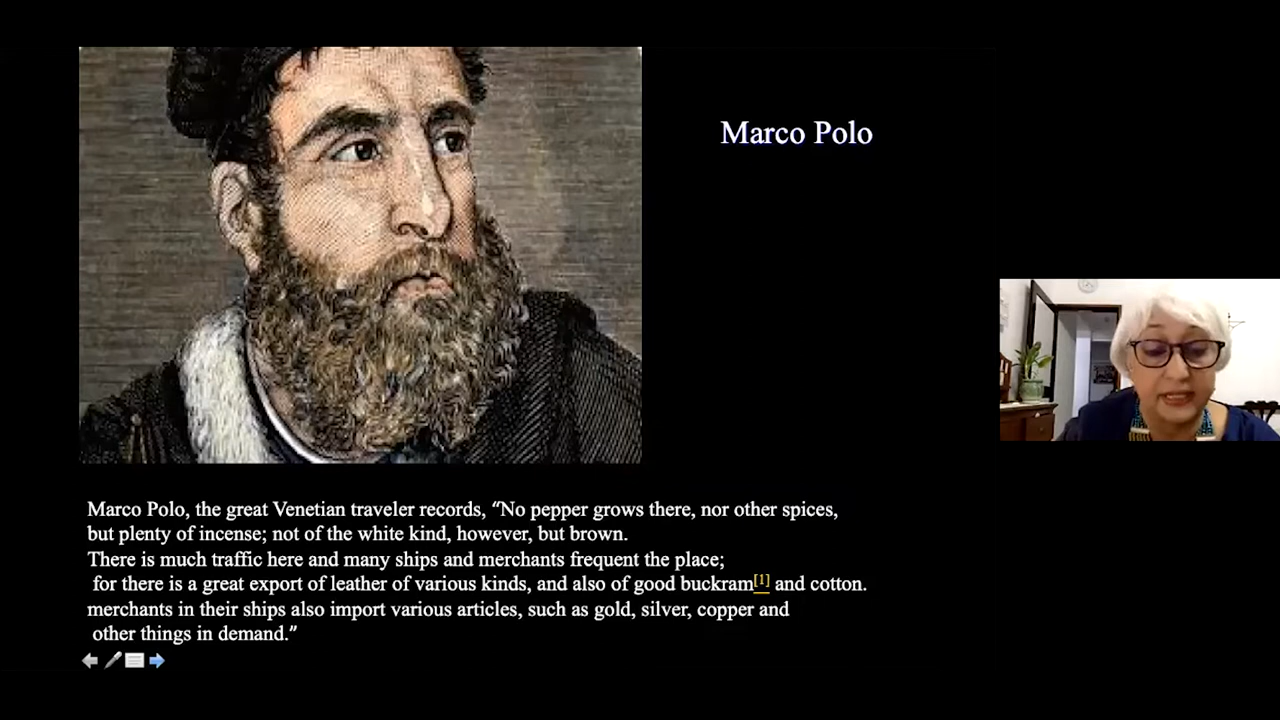 Marco Polo
Marco Polo, the great Venetian traveler records, “No pepper grows there, nor other spices,
but plenty of incense; not of the white kind, however, but brown.
There is much traffic here and many ships and merchants frequent the place;
for there is a great export of leather of various kinds, and also of good buckram[1] and cotton.
merchants in their ships also import various articles, such as gold, silver, copper and
other things in demand.”